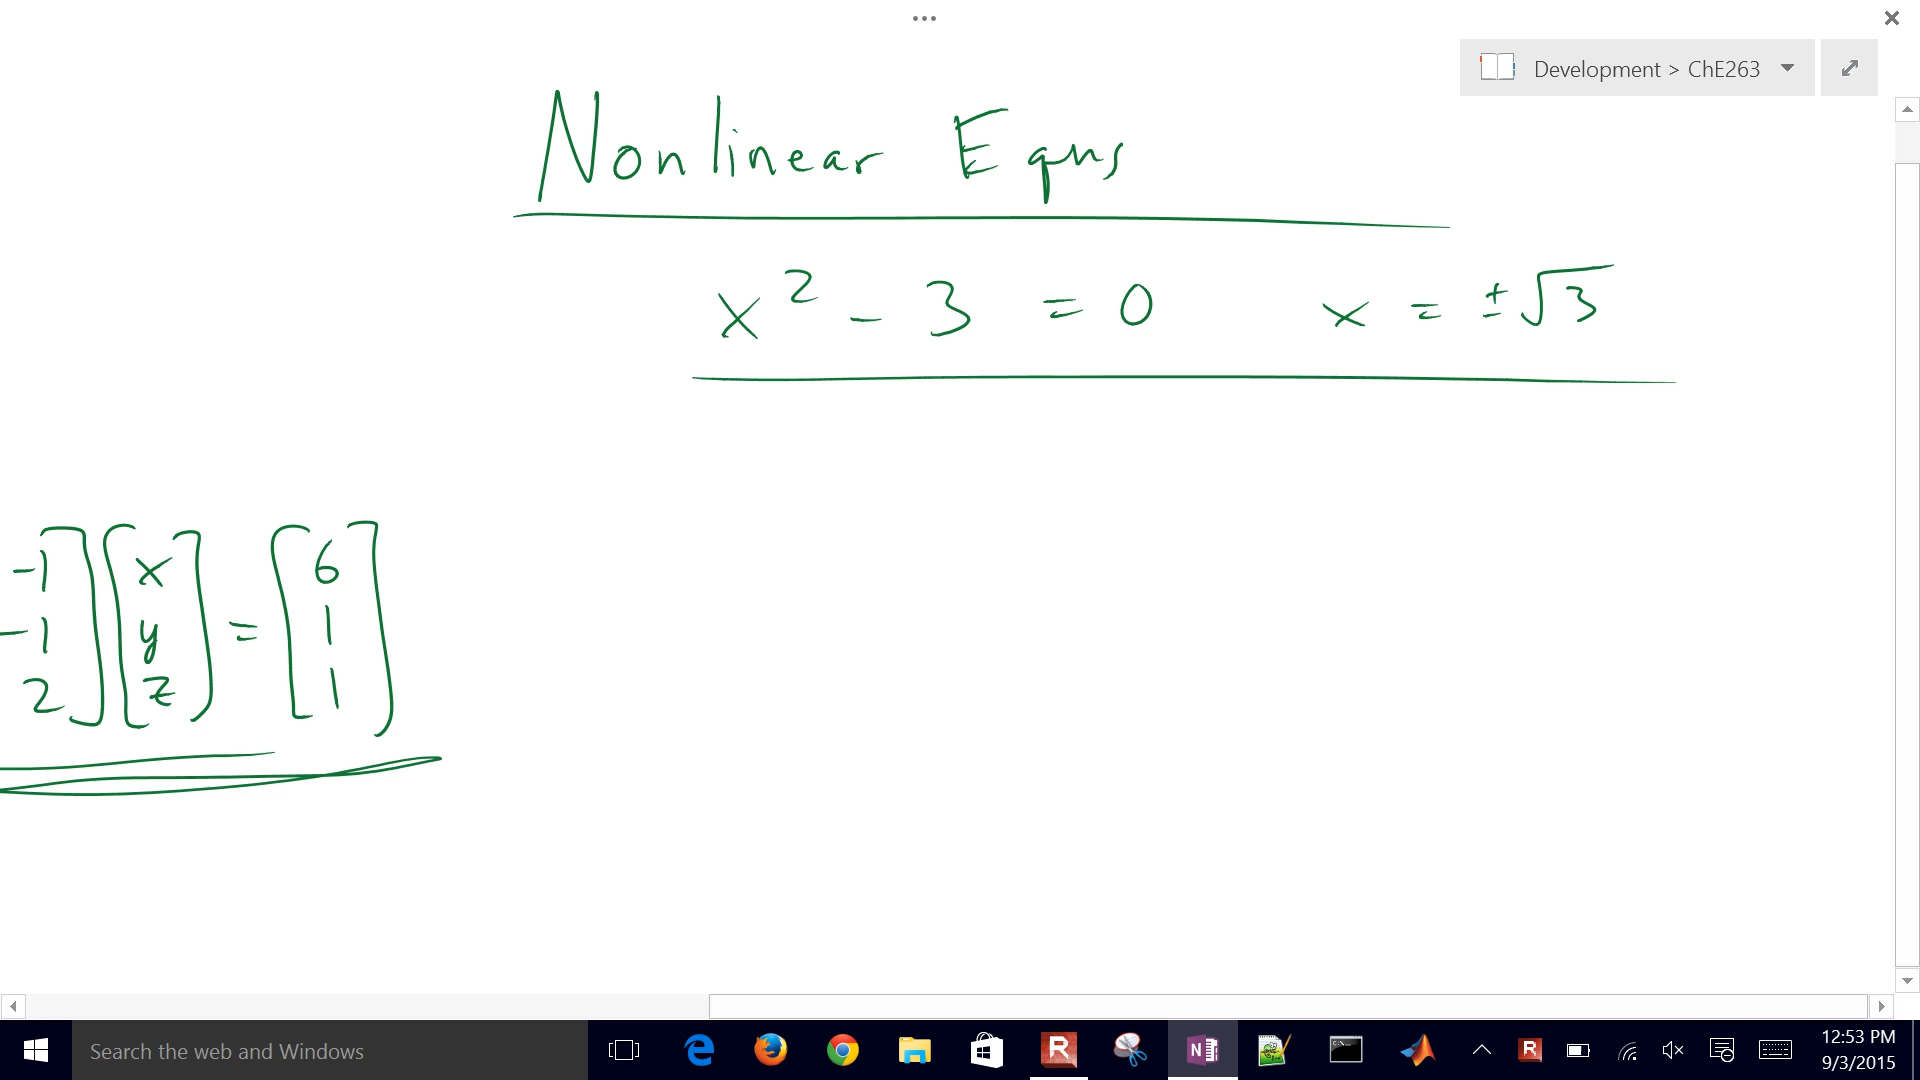 Development > ChE263
Nonlinear Eqns
x² - 3 = 0    x = ±√3
-1] [x] = [6]
-1] [y] = [1]
2] [z] = [1]
Search the web and Windows
12:53 PM
9/3/2015